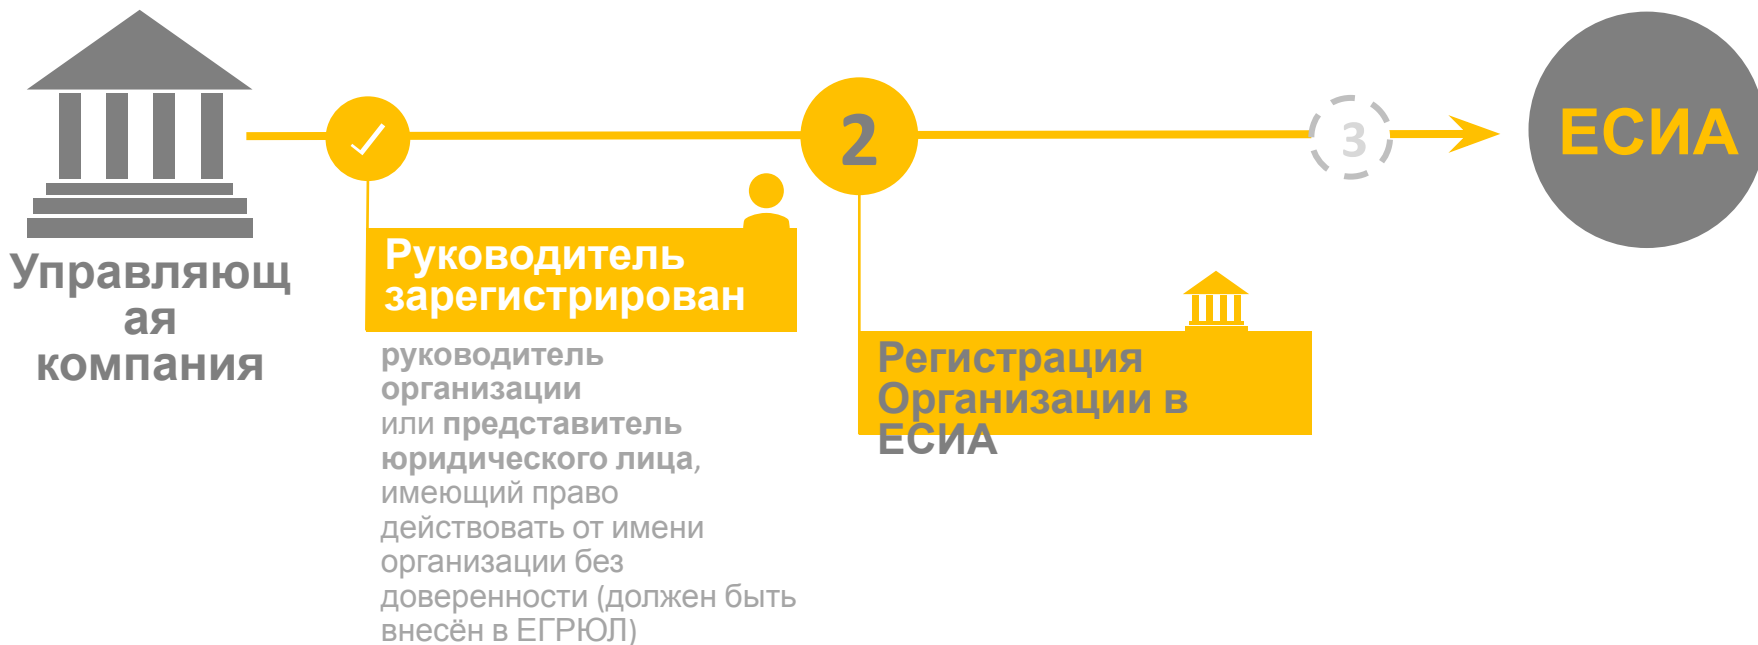 Управляющ
ая
компания
Руководитель
зарегистрирован
руководитель
организации
или представитель
юридического лица,
имеющий право
действовать от имени
организации без
доверенности (должен быть
внесён в ЕГРЮЛ)
2
Регистрация
Организации в
ЕСИА
3
ЕСИА